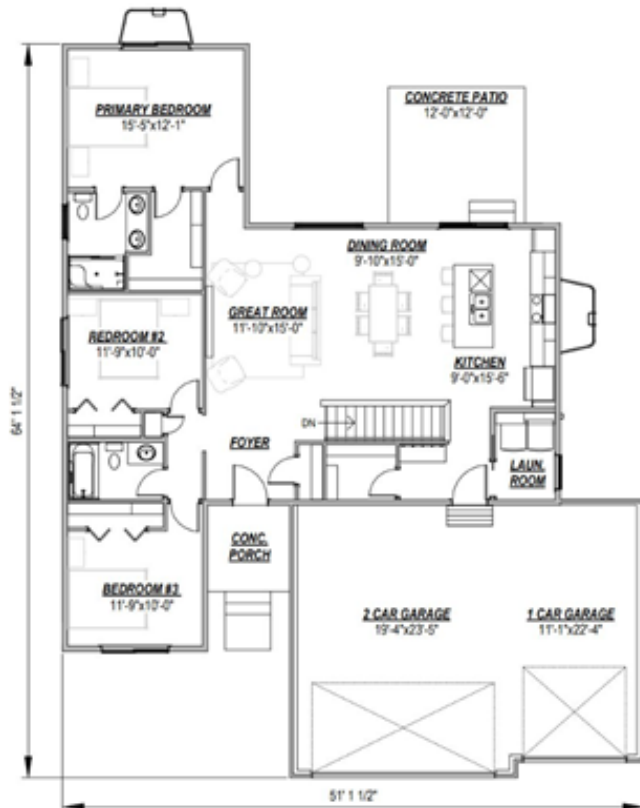 PRIMARY BEDROOM
15'-5"x12'-1"
CONCRETE PATIO
12'-0"x12'-0"
DINING ROOM
9'-10"x15'-0"
GREAT ROOM
11'-10"x15'-0"
BEDROOM #2
11'-9"x10'-0"
KITCHEN
9'-0"x15'-6"
64' 1 1/2"
DN
FOYER
LAUN.
ROOM
CONC.
PORCH
BEDROOM #3
11'-9"x10'-0"
2 CAR GARAGE
19'-4"x23'-5"
1 CAR GARAGE
11'-1"x22'-4"
51' 1 1/2"